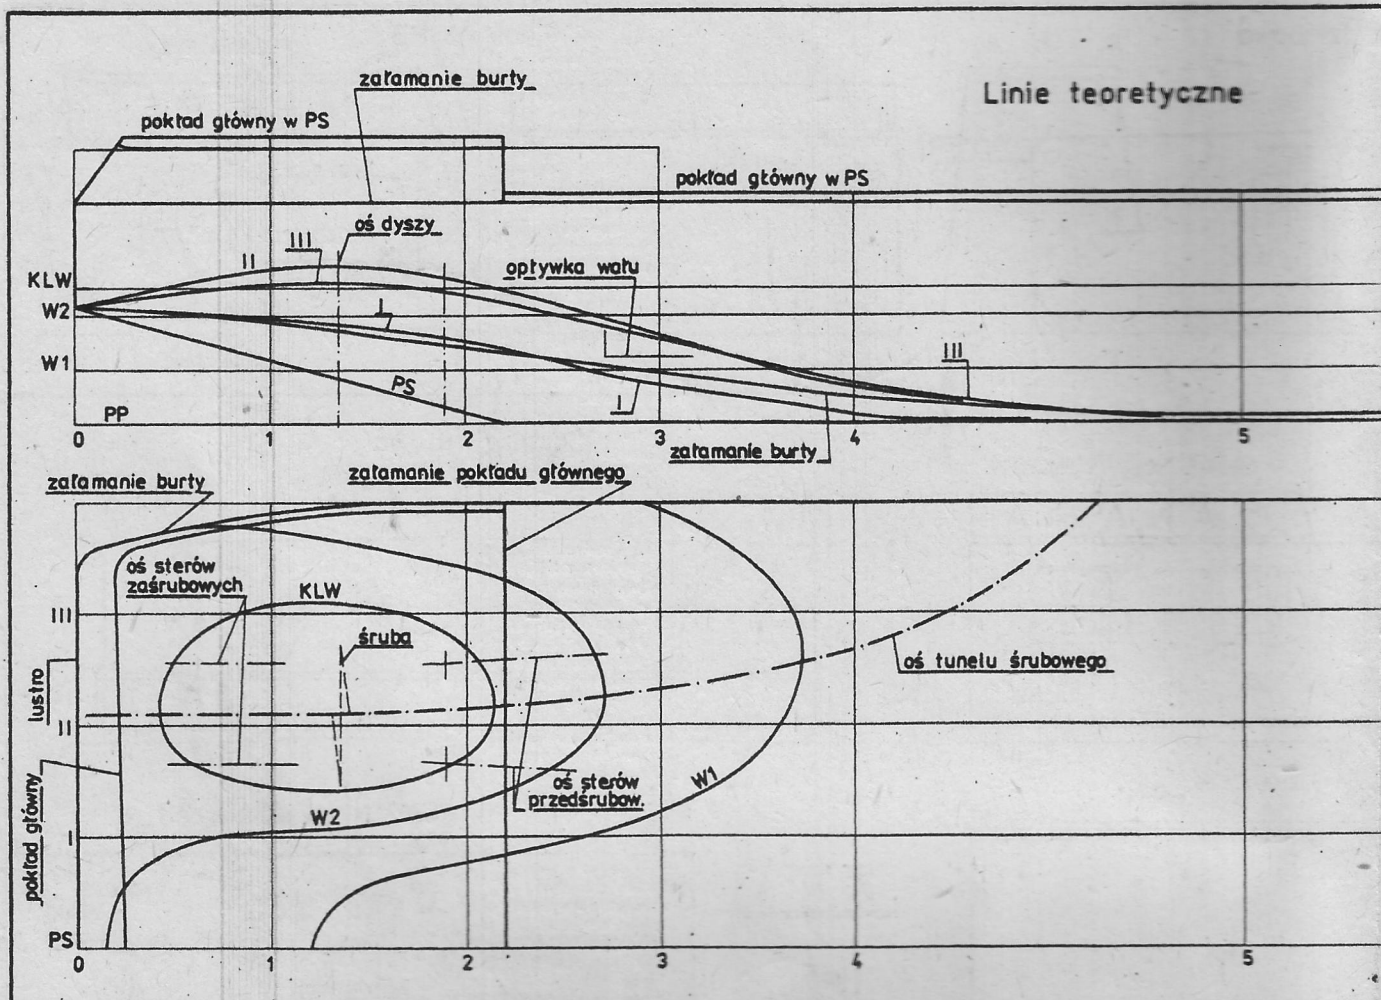 Linie teoretyczne
załamanie burty
pokład główny w PS
pokład główny w PS
oś dyszy
III
II
opływka wału
KLW
W2
I
W1
III
PS
I
PP
0
1
2
3
4
5
załamanie burty
załamanie burty
załamanie pokładu głównego
oś sterów
zaśrubowych
KLW
III
śruba
oś tunelu śrubowego
lustro
II
oś sterów
przedśrubow.
W1
W2
pokład główny
I
PS
0
1
2
3
4
5